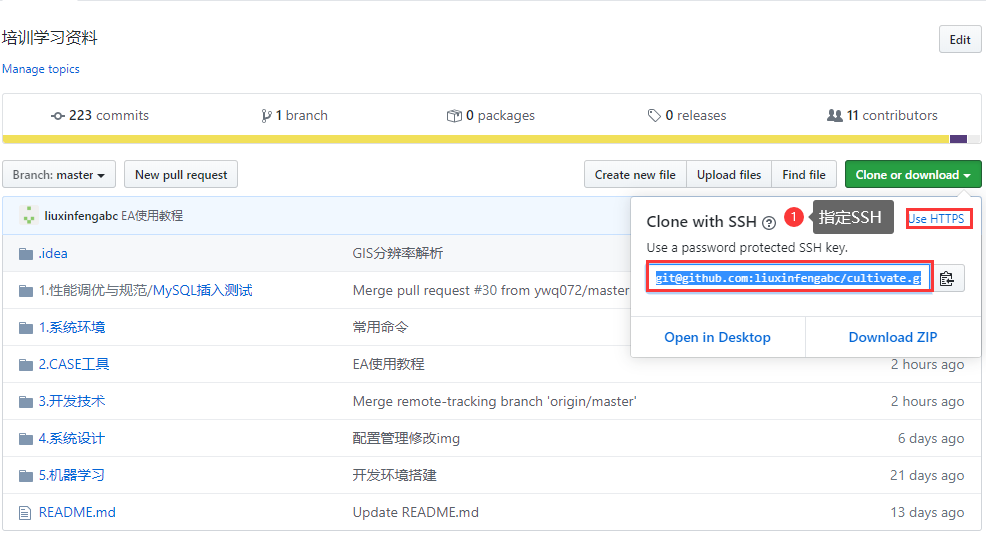 培训学习资料
Edit
Manage topics
223 commits 1 branch 0 packages 0 releases 11 contributors
Branch: master New pull request Create new file Upload files Find file Clone or download
liuxinfengabc EA使用教程
Clone with SSH ? 1 指定SSH Use HTTPS
Use a password protected SSH key.
git@github.com:liuxinfengabc/cultivate.g
Open in Desktop Download ZIP
.idea GIS分辨率解析
1.性能调优与规范/MySQL插入测试 Merge pull request #30 from ywq072/master
1.系统环境 常用命令
2.CASE工具 EA使用教程 2 hours ago
3.开发技术 Merge remote-tracking branch 'origin/master' 2 hours ago
4.系统设计 配置管理修改img 6 days ago
5.机器学习 开发环境搭建 21 days ago
README.md Update README.md 13 days ago